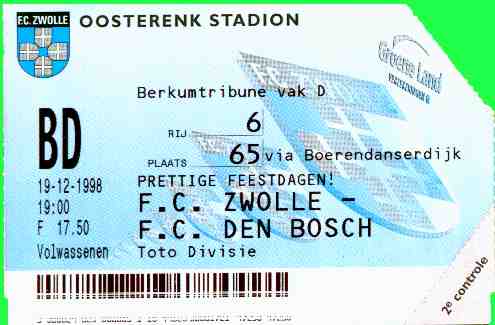 F.C. ZWOLLE
OOSTERENK STADION
Groene Land
Berkumtribune vak D
BD
RIJ 6
PLAATS 65 via Boerendanserdijk
19-12-1998
PRETTIGE FEESTDAGEN!
19:00
F.C. ZWOLLE -
F 17.50
F.C. DEN BOSCH
Volwassenen
Toto Divisie
2e controle